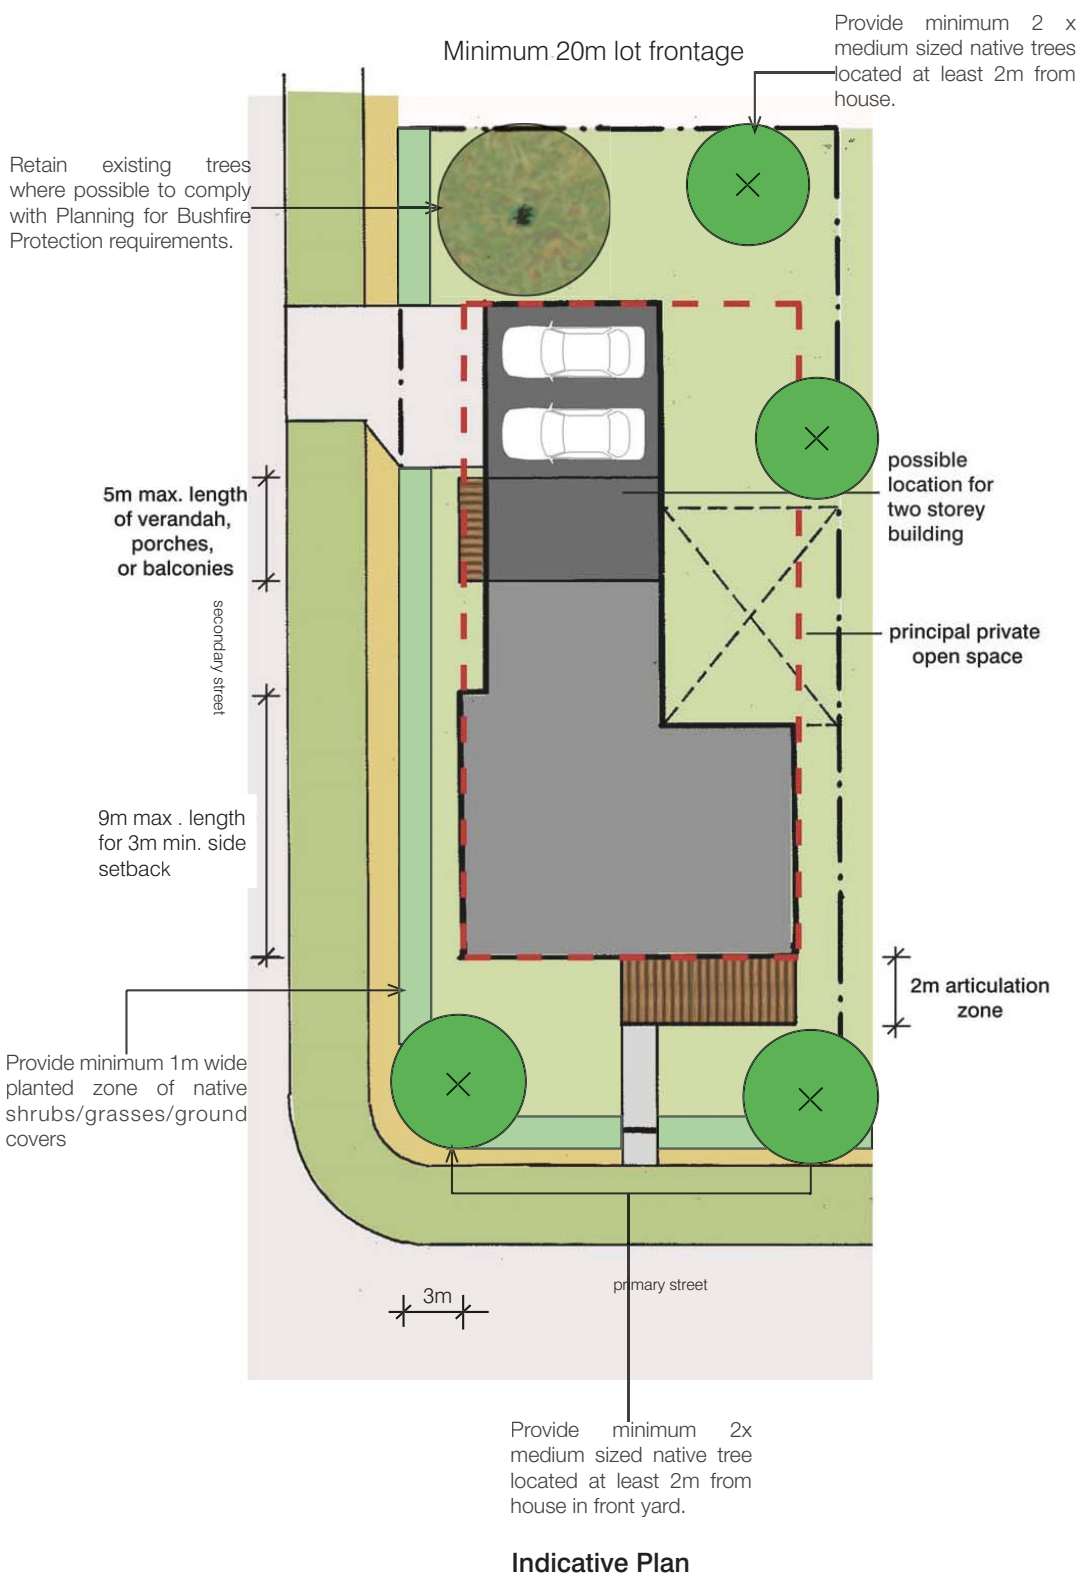 Minimum 20m lot frontage
Provide minimum 2 x
medium sized native trees
located at least 2m from
house.
Retain existing trees
where possible to comply
with Planning for Bushfire
Protection requirements.
possible
location for
two storey
building
5m max. length
of verandah,
porches,
or balconies
secondary street
principal private
open space
9m max . length
for 3m min. side
setback
2m articulation
zone
Provide minimum 1m wide
planted zone of native
shrubs/grasses/ground
covers
primary street
3m
Provide minimum 2x
medium sized native tree
located at least 2m from
house in front yard.
Indicative Plan